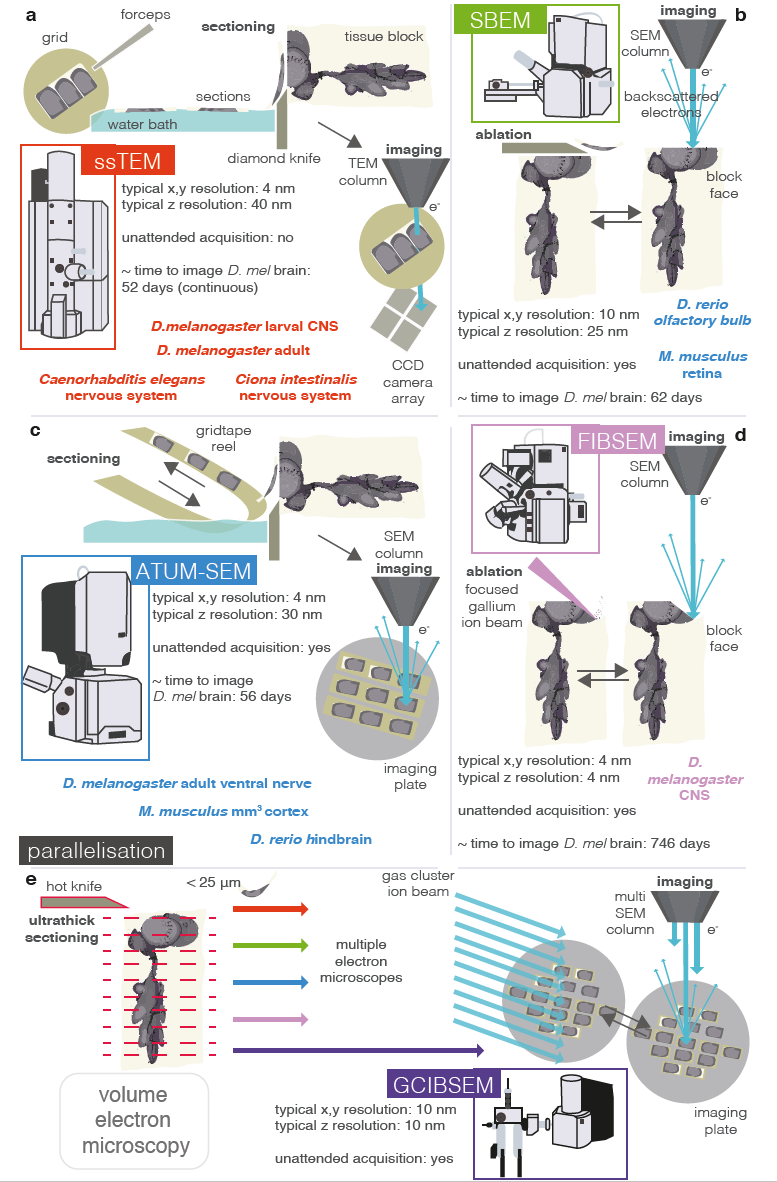 a
forceps
grid
sectioning
tissue block
sections
water bath
diamond knife
ssTEM
typical x,y resolution: 4 nm
typical z resolution: 40 nm
unattended acquisition: no
~ time to image D. mel brain:
52 days (continuous)
TEM
column
imaging
e-
CCD
camera
array
D.melanogaster larval CNS
D. melanogaster adult
Caenorhabditis elegans
nervous system
Ciona intestinalis
nervous system
b
SBEM
imaging
SEM
column
e-
backscattered
electrons
ablation
block
face
typical x,y resolution: 10 nm
typical z resolution: 25 nm
unattended acquisition: yes
~ time to image D. mel brain: 62 days
D. rerio
olfactory bulb
M. musculus
retina
c
gridtape
reel
sectioning
ATUM-SEM
typical x,y resolution: 4 nm
typical z resolution: 30 nm
unattended acquisition: yes
~ time to image
D. mel brain: 56 days
SEM
column
imaging
e-
imaging
plate
D. melanogaster adult ventral nerve
M. musculus mm³ cortex
D. rerio hindbrain
d
FIBSEM
imaging
SEM
column
e-
ablation
focused
gallium
ion beam
block
face
typical x,y resolution: 4 nm
typical z resolution: 4 nm
unattended acquisition: yes
~ time to image D. mel brain: 746 days
D.
melanogaster
CNS
parallelisation
e
hot knife
< 25 µm
ultrathick
sectioning
multiple
electron
microscopes
gas cluster
ion beam
imaging
multi
SEM
column
e-
imaging
plate
GCIBSEM
typical x,y resolution: 10 nm
typical z resolution: 10 nm
unattended acquisition: yes
volume
electron
microscopy